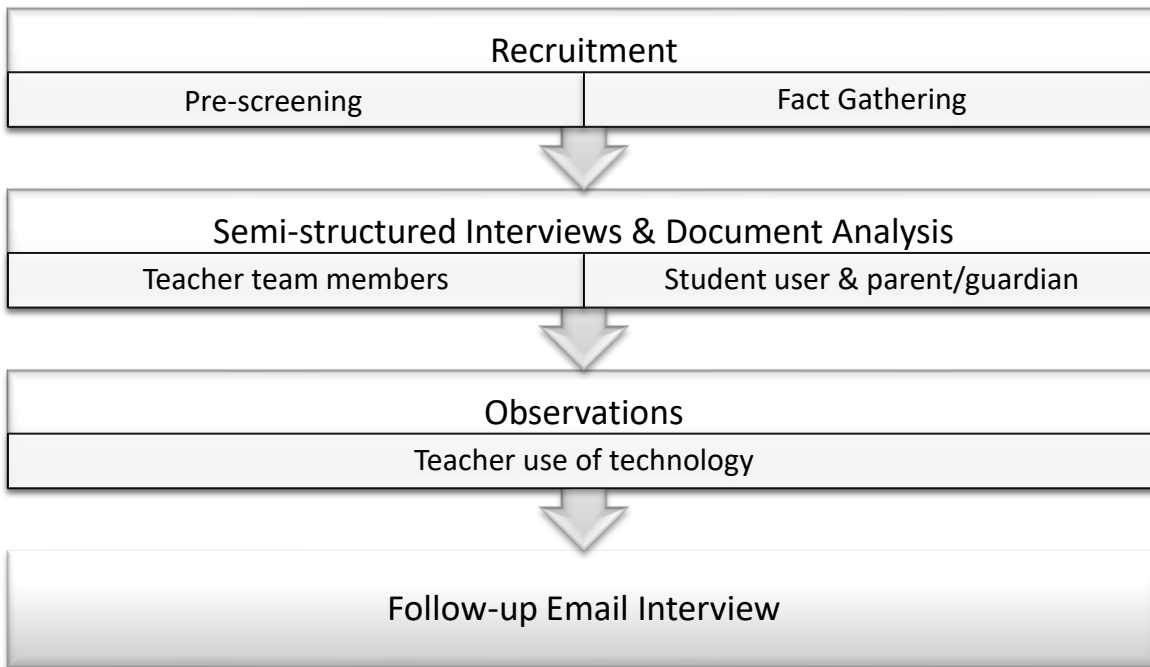 Recruitment
Pre-screening
Fact Gathering
Semi-structured Interviews & Document Analysis
Teacher team members
Student user & parent/guardian
Observations
Teacher use of technology
Follow-up Email Interview